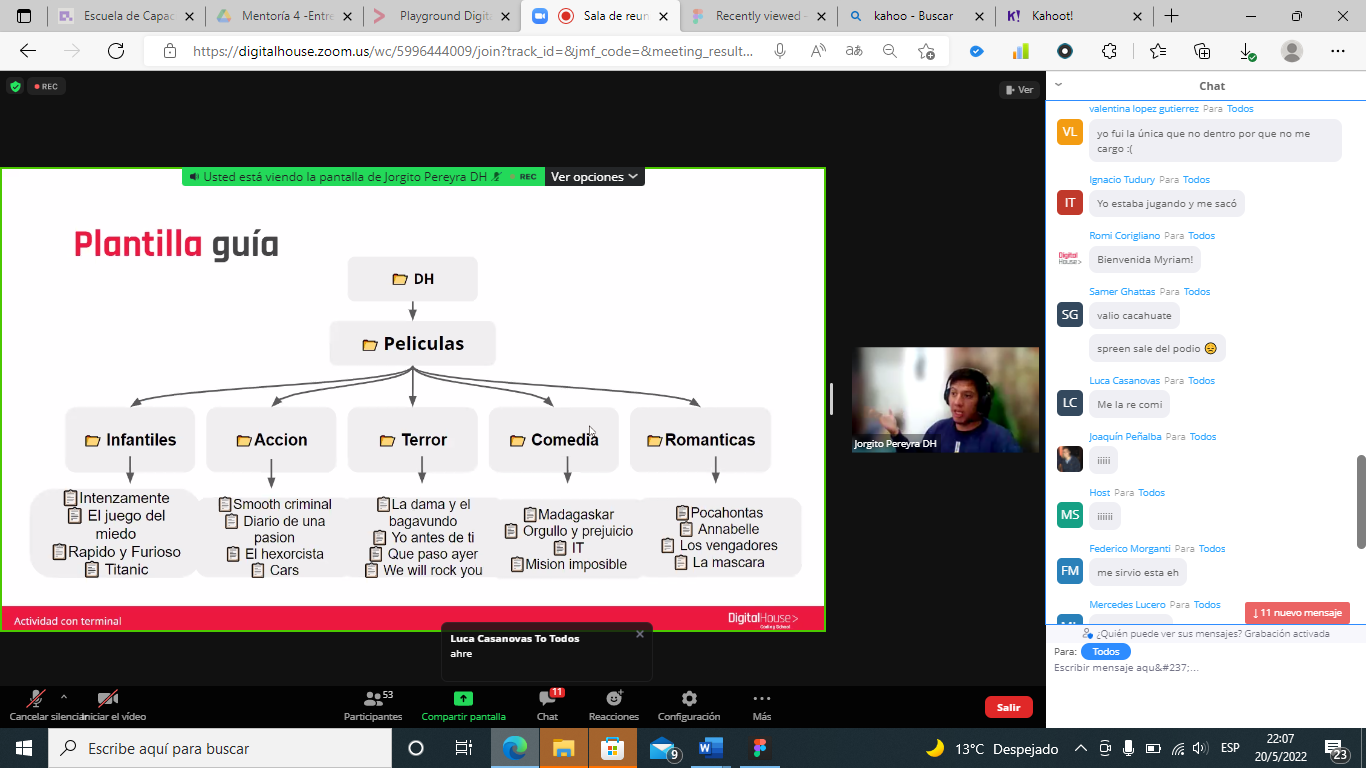 Escuela de Capac
Mentoría 4 -Entre
Playground Digita
Sala de reun
Recently viewed -
kahoo - Buscar
K! Kahoot!
https://digitalhouse.zoom.us/wc/5996444009/join?track_id=&jmf_code=&meeting_result...
REC
Ver
Usted está viendo la pantalla de Jorgito Pereyra DH
REC
Ver opciones
Plantilla guía
DH
Peliculas
Infantiles
Accion
Terror
Comedia
Romanticas
Intenzamente
El juego del
miedo
Rapido y Furioso
Titanic
Smooth criminal
Diario de una
pasion
El hexorcista
Cars
La dama y el
bagavundo
Yo antes de ti
Que paso ayer
We will rock you
Madagaskar
Orgullo y prejuicio
IT
Mision imposible
Pocahontas
Annabelle
Los vengadores
La mascara
Actividad con terminal
DigitalHouse>
Coding School
Jorgito Pereyra DH
Luca Casanovas To Todos
ahre
Cancelar silenciar
Iniciar el vídeo
53
Participantes
Compartir pantalla
11
Chat
Reacciones
Configuración
Más
Salir
Chat
valentina lopez gutierrez Para Todos
VL
yo fui la única que no dentro por que no me
cargo :(
Ignacio Tudury Para Todos
IT
Yo estaba jugando y me sacó
Romi Corigliano Para Todos
Digital
House>
Bienvenida Myriam!
Samer Ghattas Para Todos
SG
valio cacahuate
spreen sale del podio 😑
Luca Casanovas Para Todos
LC
Me la re comi
Joaquín Peñalba Para Todos
iiiii
Host Para Todos
MS
iiiiii
Federico Morganti Para Todos
FM
me sirvio esta eh
Mercedes Lucero Para Todos
↓ 11 nuevo mensaje
¿Quién puede ver sus mensajes? Grabación activada
Para: Todos
Escribir mensaje aqu&#237;...
Escribe aquí para buscar
9
13°C Despejado
ESP
22:07
20/5/2022
23